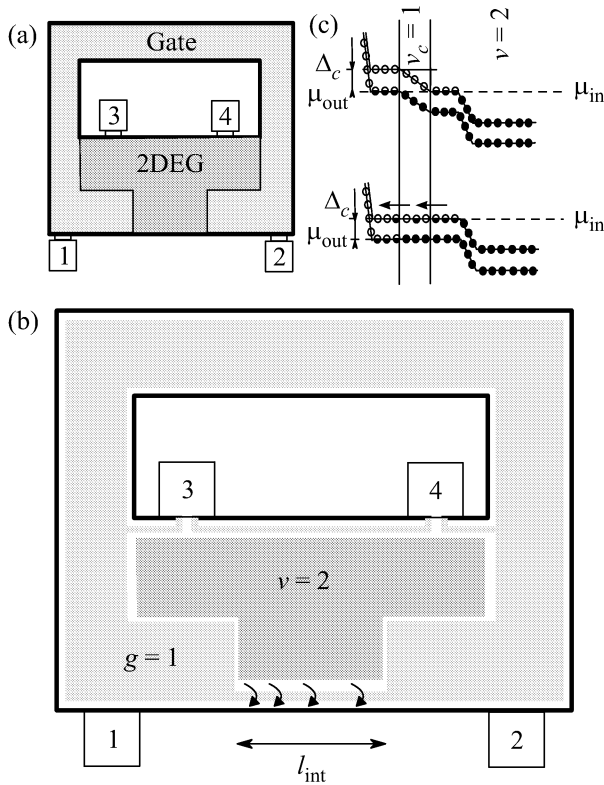 (a)
Gate
3
4
2DEG
1
2
(c)
ν_c = 1
ν = 2
Δ_c
μ_out
μ_in
Δ_c
μ_out
μ_in
(b)
3
4
ν = 2
g = 1
1
2
l_int